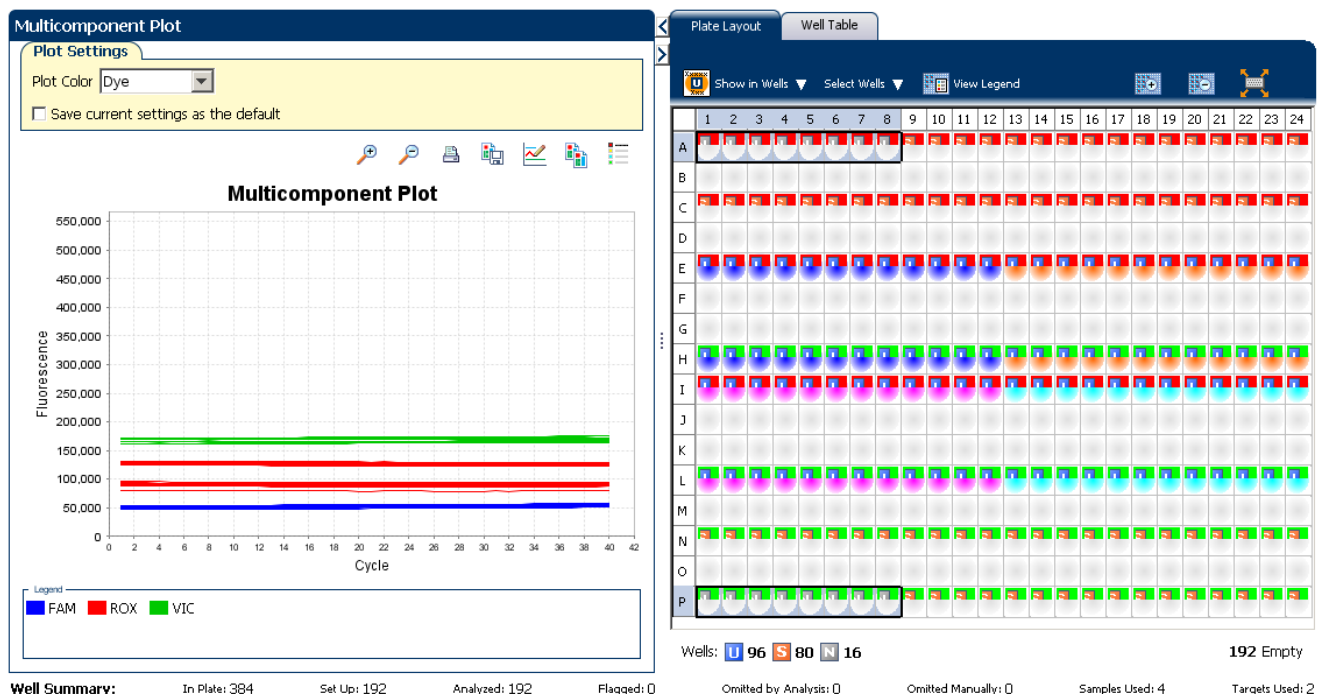 Multicomponent Plot
Plot Settings
Plot Color Dye
Save current settings as the default
Multicomponent Plot
550,000
500,000
450,000
400,000
350,000
300,000
250,000
200,000
150,000
100,000
50,000
0
Fluorescence
0 2 4 6 8 10 12 14 16 18 20 22 24 26 28 30 32 34 36 38 40 42
Cycle
Legend
FAM ROX VIC
Plate Layout Well Table
Show in Wells ▼ Select Wells ▼ View Legend
1 2 3 4 5 6 7 8 9 10 11 12 13 14 15 16 17 18 19 20 21 22 23 24
A
B
C
D
E
F
G
H
I
J
K
L
M
N
O
P
Wells: U 96 S 80 N 16 192 Empty
Well Summary: In Plate: 384 Set Up: 192 Analyzed: 192 Flagged: 0 Omitted by Analysis: 0 Omitted Manually: 0 Samples Used: 4 Targets Used: 2